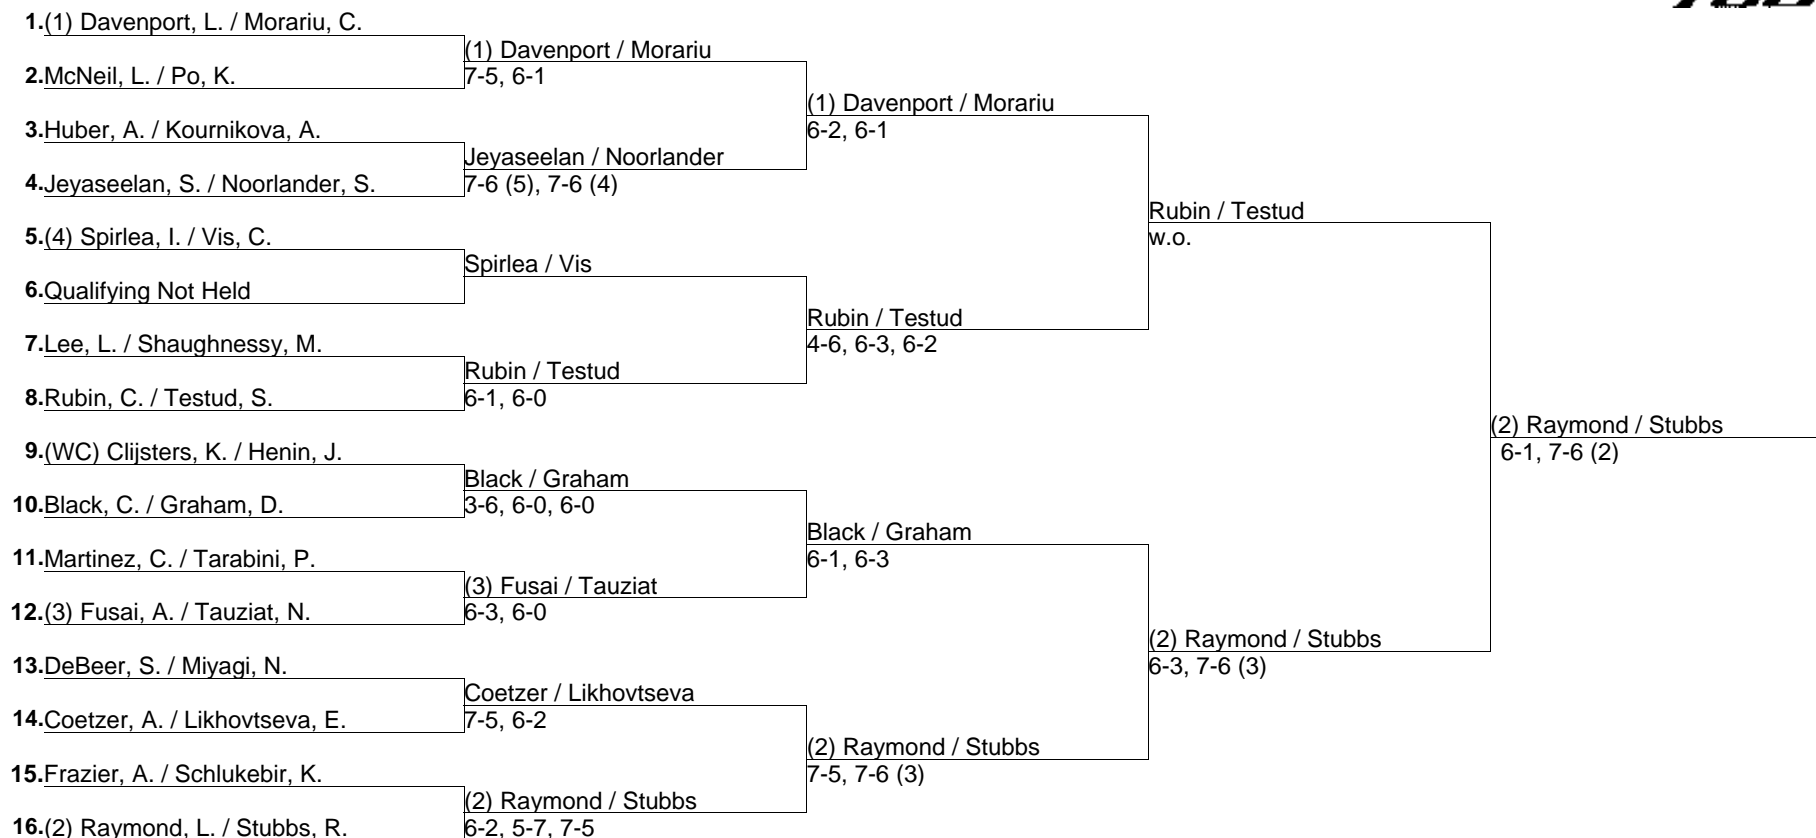 1.(1) Davenport, L. / Morariu, C.
(1) Davenport / Morariu
2.McNeil, L. / Po, K.
7-5, 6-1
(1) Davenport / Morariu
3.Huber, A. / Kournikova, A.
6-2, 6-1
Jeyaseelan / Noorlander
4.Jeyaseelan, S. / Noorlander, S.
7-6 (5), 7-6 (4)
Rubin / Testud
5.(4) Spirlea, I. / Vis, C.
w.o.
Spirlea / Vis
6.Qualifying Not Held
Rubin / Testud
7.Lee, L. / Shaughnessy, M.
4-6, 6-3, 6-2
Rubin / Testud
8.Rubin, C. / Testud, S.
6-1, 6-0
(2) Raymond / Stubbs
9.(WC) Clijsters, K. / Henin, J.
6-1, 7-6 (2)
Black / Graham
10.Black, C. / Graham, D.
3-6, 6-0, 6-0
Black / Graham
11.Martinez, C. / Tarabini, P.
6-1, 6-3
(3) Fusai / Tauziat
12.(3) Fusai, A. / Tauziat, N.
6-3, 6-0
(2) Raymond / Stubbs
13.DeBeer, S. / Miyagi, N.
6-3, 7-6 (3)
Coetzer / Likhovtseva
14.Coetzer, A. / Likhovtseva, E.
7-5, 6-2
(2) Raymond / Stubbs
15.Frazier, A. / Schlukebir, K.
7-5, 7-6 (3)
(2) Raymond / Stubbs
16.(2) Raymond, L. / Stubbs, R.
6-2, 5-7, 7-5